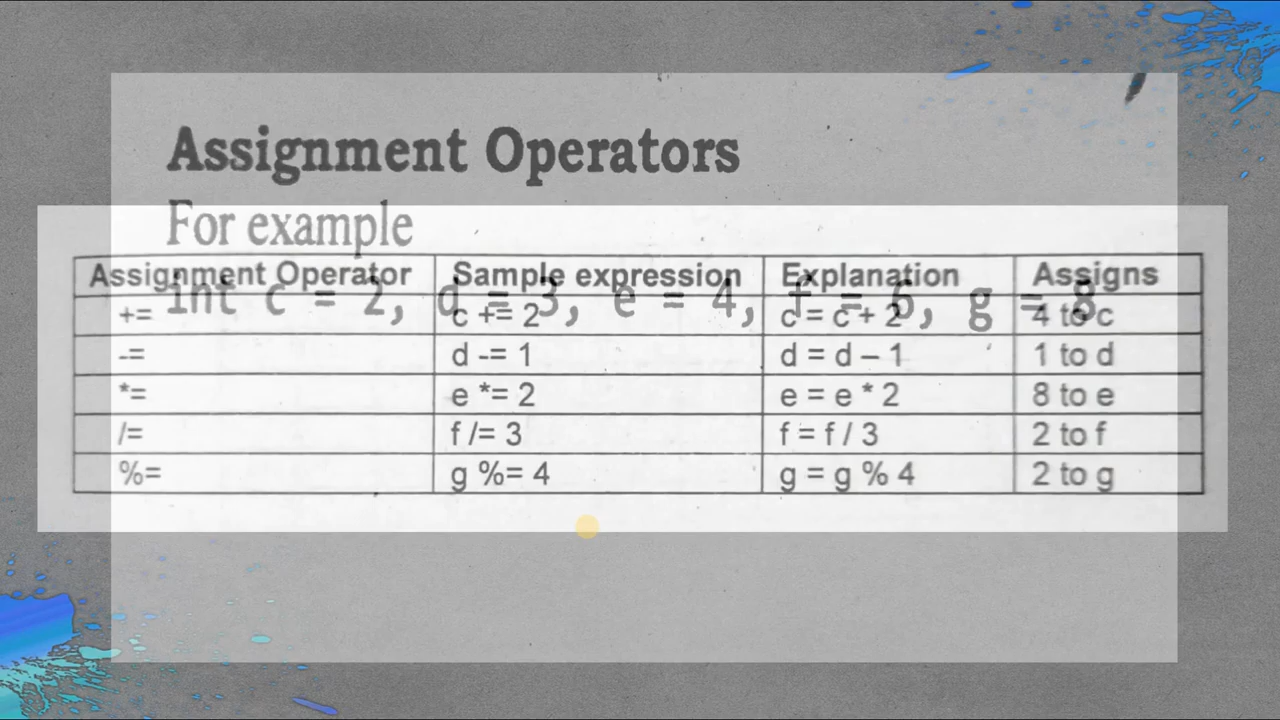 Assignment Operators
For example
int c = 2, d = 3, e = 4, f = 6, g = 8
Assignment Operator Sample expression Explanation Assigns
+= c += 2 c = c + 2 4 to c
-= d -= 1 d = d – 1 1 to d
*= e *= 2 e = e * 2 8 to e
/= f /= 3 f = f / 3 2 to f
%= g %= 4 g = g % 4 2 to g